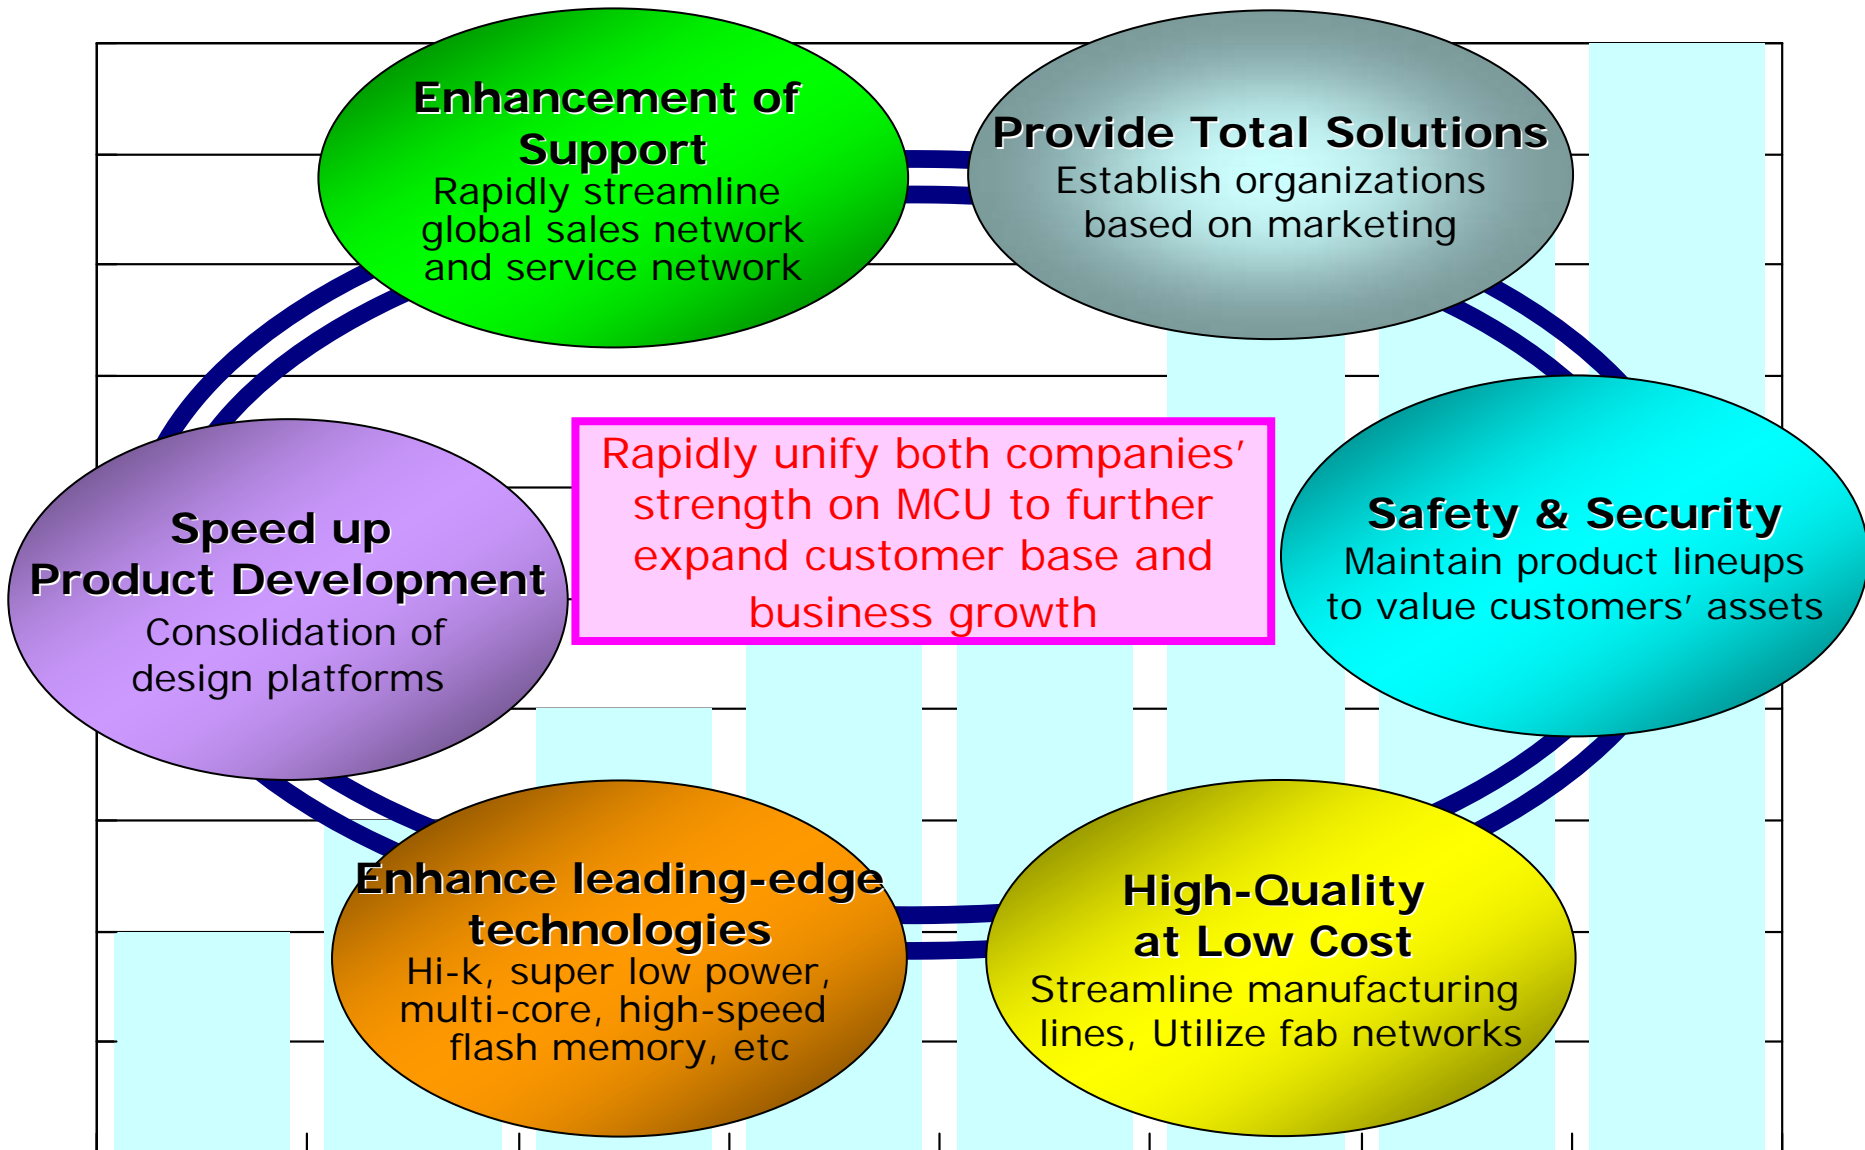 Enhancement of
Support
Rapidly streamline
global sales network
and service network
Provide Total Solutions
Establish organizations
based on marketing
Rapidly unify both companies’
strength on MCU to further
expand customer base and
business growth
Safety & Security
Maintain product lineups
to value customers’ assets
Speed up
Product Development
Consolidation of
design platforms
Enhance leading-edge
technologies
Hi-k, super low power,
multi-core, high-speed
flash memory, etc
High-Quality
at Low Cost
Streamline manufacturing
lines, Utilize fab networks